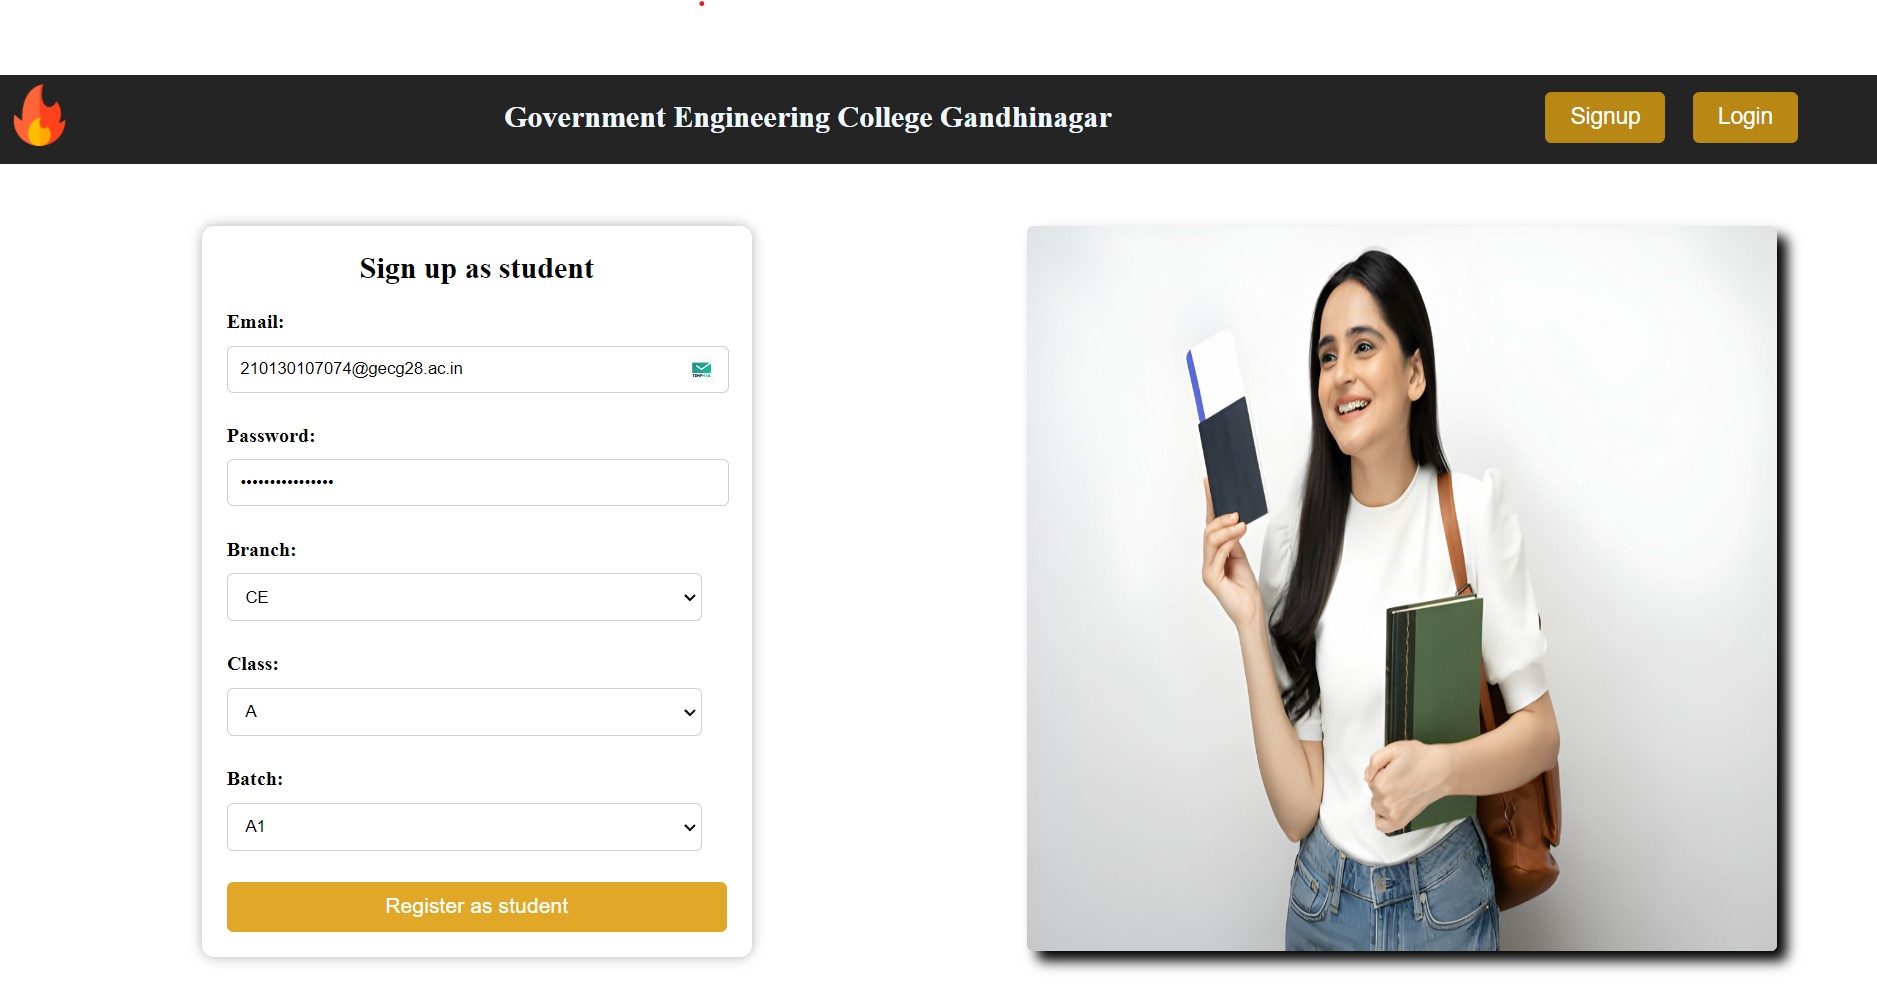 Government Engineering College Gandhinagar
Signup
Login
Sign up as student
Email:
210130107074@gecg28.ac.in
Password:
••••••••••••••••
Branch:
CE
Class:
A
Batch:
A1
Register as student